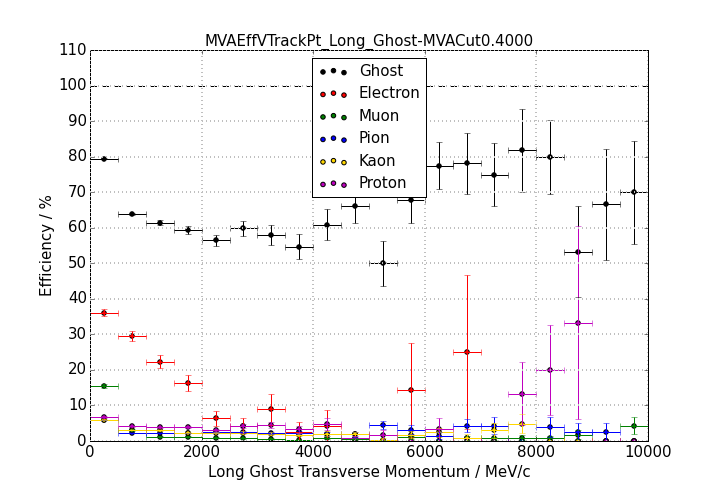 MVAEffVTrackPt_Long_Ghost-MVACut0.4000
110
100
90
80
70
60
50
40
30
20
10
0
Efficiency / %
Ghost
Electron
Muon
Pion
Kaon
Proton
0 2000 4000 6000 8000 10000
Long Ghost Transverse Momentum / MeV/c